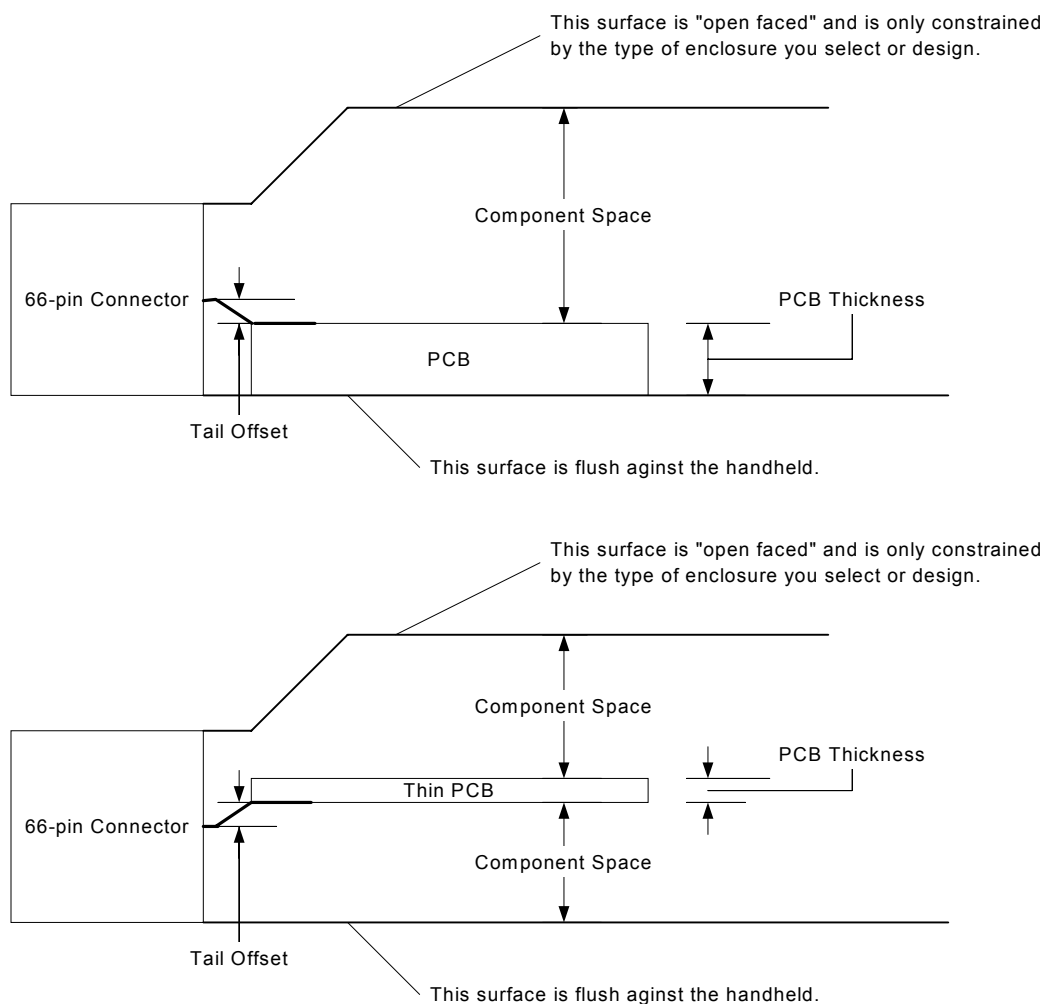 This surface is "open faced" and is only constrained
by the type of enclosure you select or design.
Component Space
66-pin Connector
PCB Thickness
PCB
Tail Offset
This surface is flush aginst the handheld.
This surface is "open faced" and is only constrained
by the type of enclosure you select or design.
Component Space
PCB Thickness
Thin PCB
66-pin Connector
Component Space
Tail Offset
This surface is flush aginst the handheld.